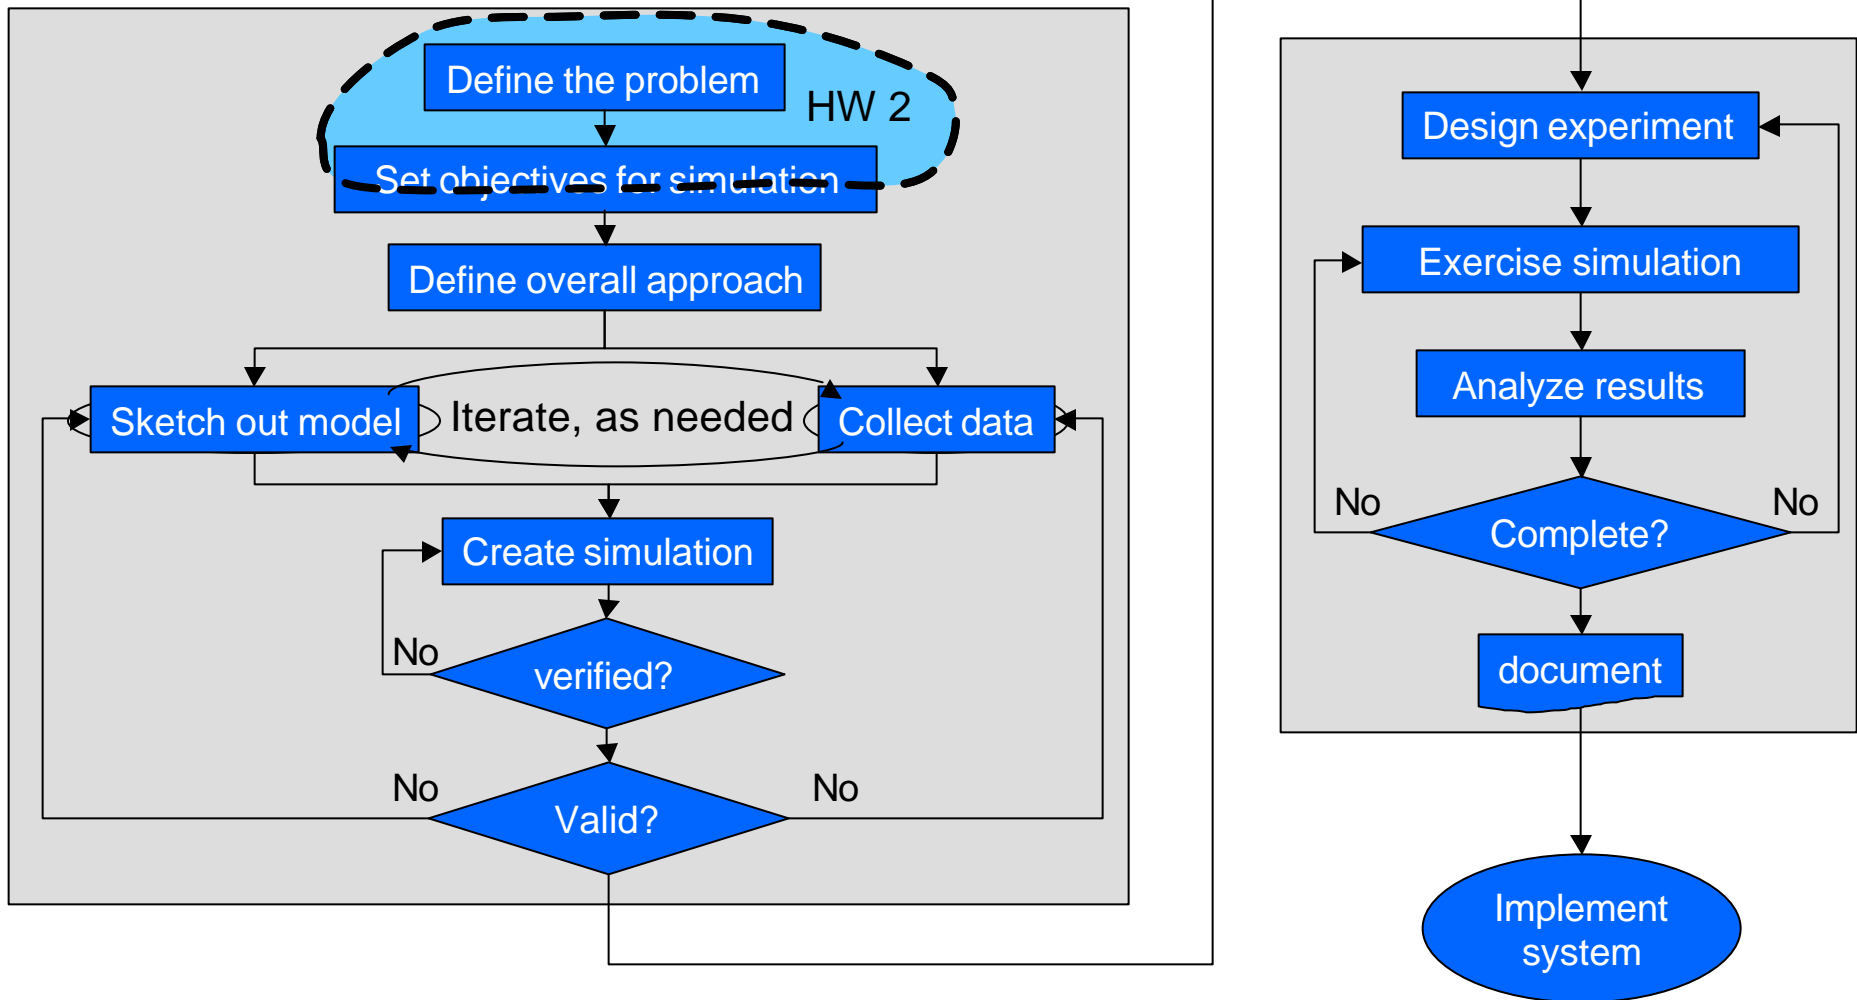 Define the problem
HW 2
Set objectives for simulation
Define overall approach
Sketch out model
Iterate, as needed
Collect data
Create simulation
No
verified?
No
No
Valid?
Design experiment
Exercise simulation
Analyze results
No
No
Complete?
document
Implement
system